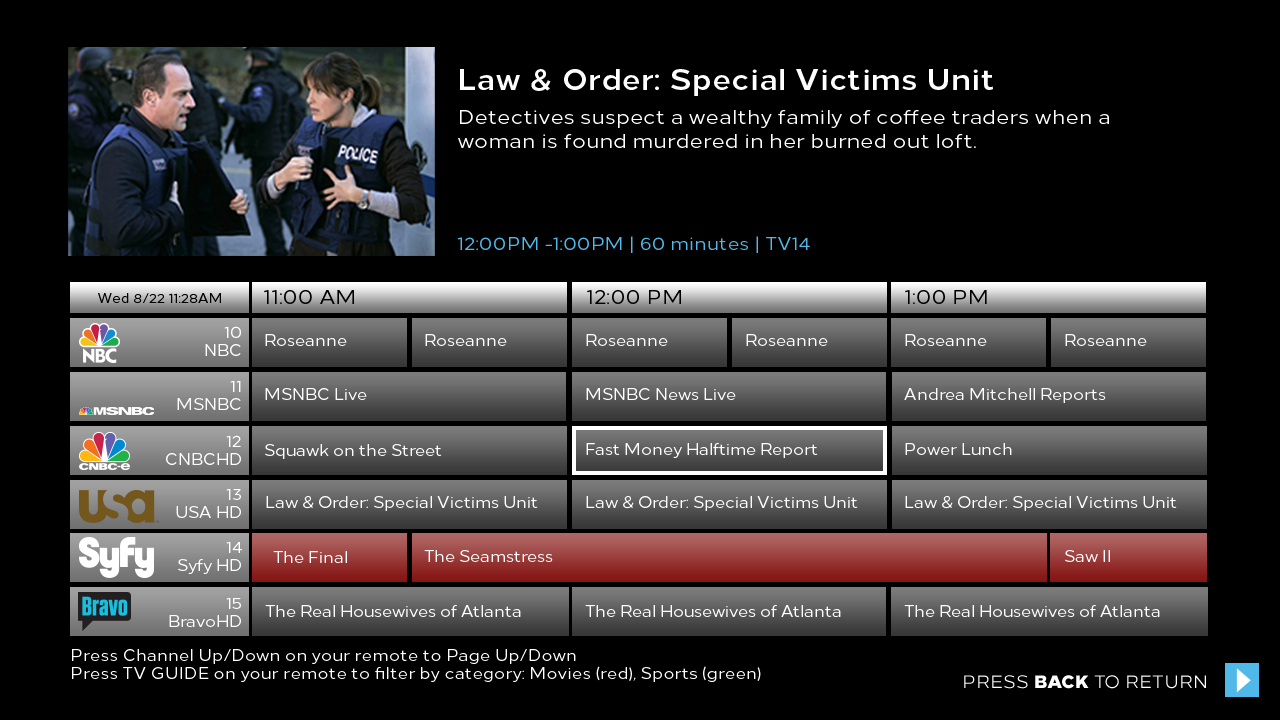 Law & Order: Special Victims Unit
Detectives suspect a wealthy family of coffee traders when a
woman is found murdered in her burned out loft.
POLICE
12:00PM -1:00PM | 60 minutes | TV14
Wed 8/22 11:28AM 11:00 AM 12:00 PM 1:00 PM
NBC 10 NBC Roseanne Roseanne Roseanne Roseanne Roseanne Roseanne
MSNBC 11 MSNBC MSNBC Live MSNBC News Live Andrea Mitchell Reports
CNBC-e 12 CNBCHD Squawk on the Street Fast Money Halftime Report Power Lunch
usa 13 USA HD Law & Order: Special Victims Unit Law & Order: Special Victims Unit Law & Order: Special Victims Unit
Syfy 14 Syfy HD The Final The Seamstress Saw II
Bravo 15 BravoHD The Real Housewives of Atlanta The Real Housewives of Atlanta The Real Housewives of Atlanta
Press Channel Up/Down on your remote to Page Up/Down
Press TV GUIDE on your remote to filter by category: Movies (red), Sports (green)
PRESS BACK TO RETURN